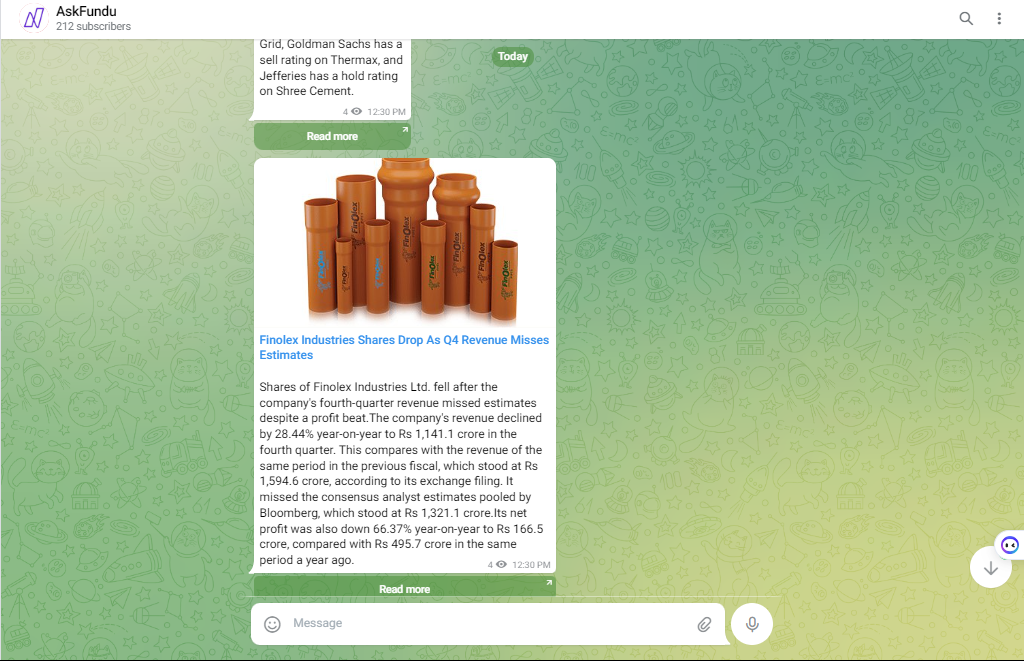 AskFundu
212 subscribers
Today
Grid, Goldman Sachs has a
sell rating on Thermax, and
Jefferies has a hold rating
on Shree Cement.
4 12:30 PM
Read more
Finolex
Finolex
Finolex
Finolex
Finolex
Finolex
Finolex
Finolex
Finolex
Finolex Industries Shares Drop As Q4 Revenue Misses
Estimates
Shares of Finolex Industries Ltd. fell after the
company's fourth-quarter revenue missed estimates
despite a profit beat.The company's revenue declined
by 28.44% year-on-year to Rs 1,141.1 crore in the
fourth quarter. This compares with the revenue of the
same period in the previous fiscal, which stood at Rs
1,594.6 crore, according to its exchange filing. It
missed the consensus analyst estimates pooled by
Bloomberg, which stood at Rs 1,321.1 crore.Its net
profit was also down 66.37% year-on-year to Rs 166.5
crore, compared with Rs 495.7 crore in the same
period a year ago.
4 12:30 PM
Read more
Message